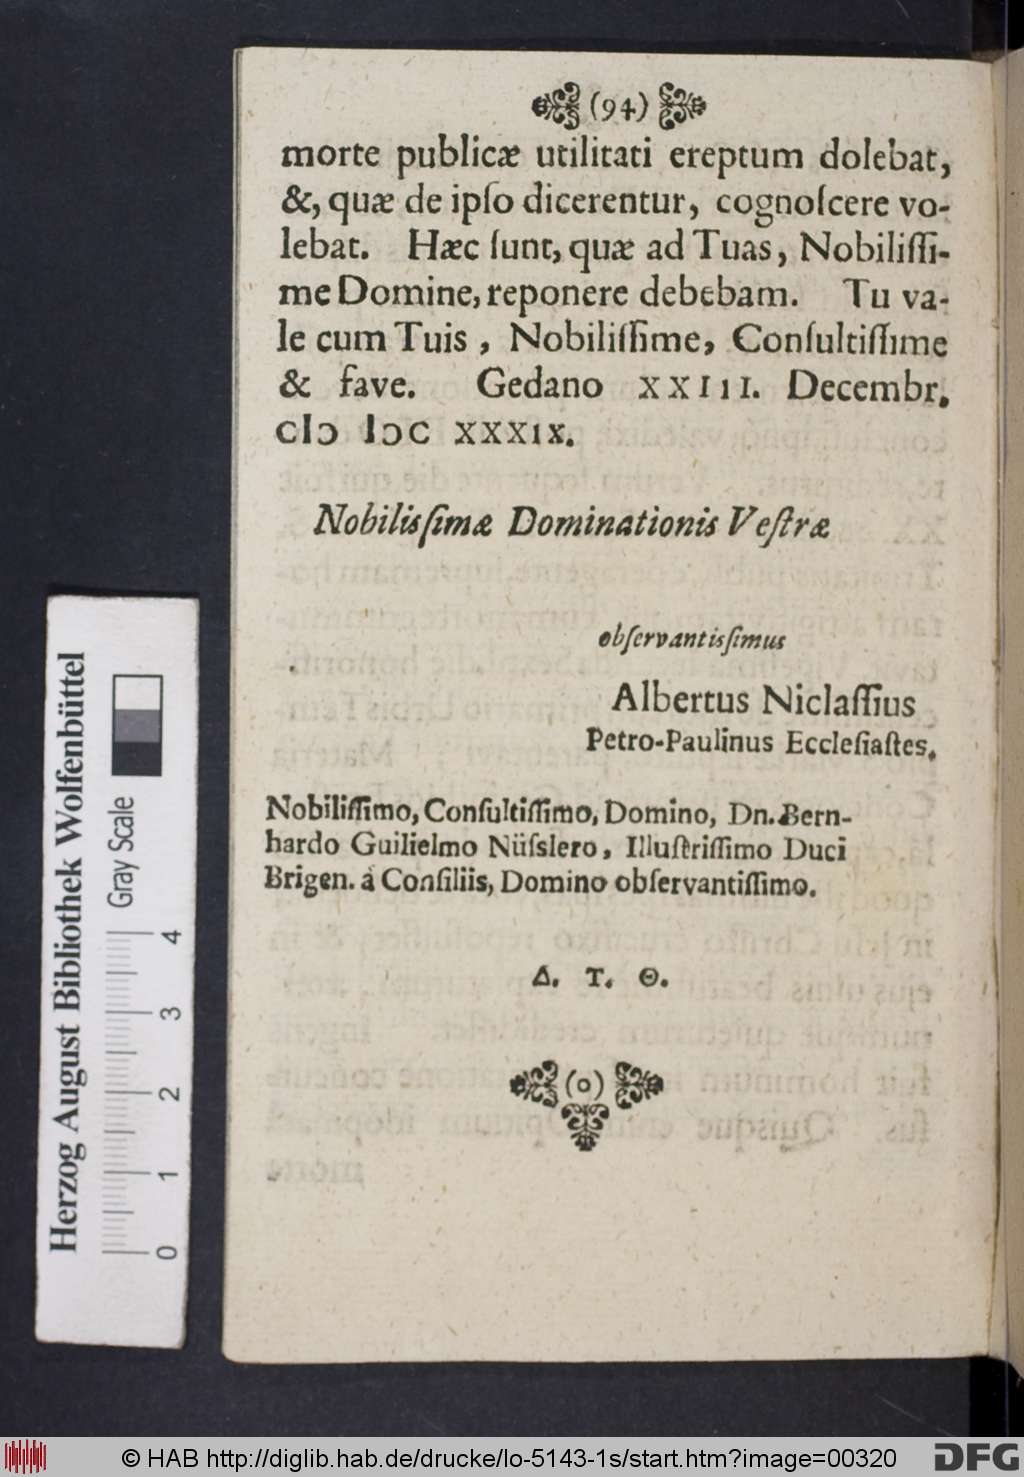 (94)
morte publicæ utilitati ereptum dolebat,
&, quæ de ipſo dicerentur, cognoſcere vo-
lebat. Hæc ſunt, quæ ad Tuas, Nobiliſſi-
me Domine, reponere debebam. Tu va-
le cum Tuis, Nobiliſſime, Conſultiſſime
& fave. Gedano XXIII. Decembr.
CIↃ IↃC XXXIX.
Nobilisſimæ Dominationis Veſtræ
obſervantisſimus
Albertus Niclaſſius
Petro-Paulinus Eccleſiaſtes.
Nobiliſſimo, Conſultiſſimo, Domino, Dn. Bern-
hardo Guilielmo Nüſslero, Illuſtriſſimo Duci
Brigen. à Conſiliis, Domino obſervantiſſimo.
Δ. T. Θ.
(o)
Herzog August Bibliothek Wolfenbüttel
Gray Scale
0 1 2 3 4
© HAB http://diglib.hab.de/drucke/lo-5143-1s/start.htm?image=00320
DFG